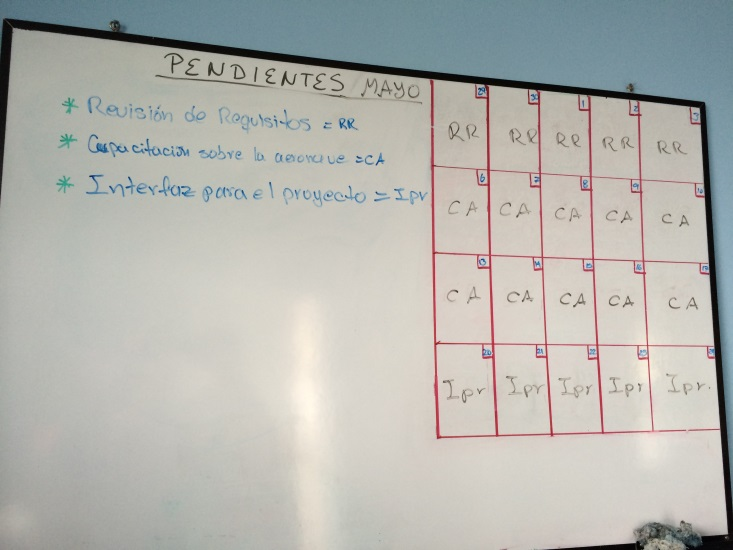 PENDIENTES MAYO
* Revisión de Requisitos = RR
* Capacitacion sobre la aeronave = CA
* Interfaz para el proyecto = Ipr
29 30 1 2 3
RR RR RR RR RR
6 7 8 9 10
CA CA CA CA CA
13 14 15 16 17
CA CA CA CA CA
20 21 22 23 24
Ipr Ipr Ipr Ipr Ipr.